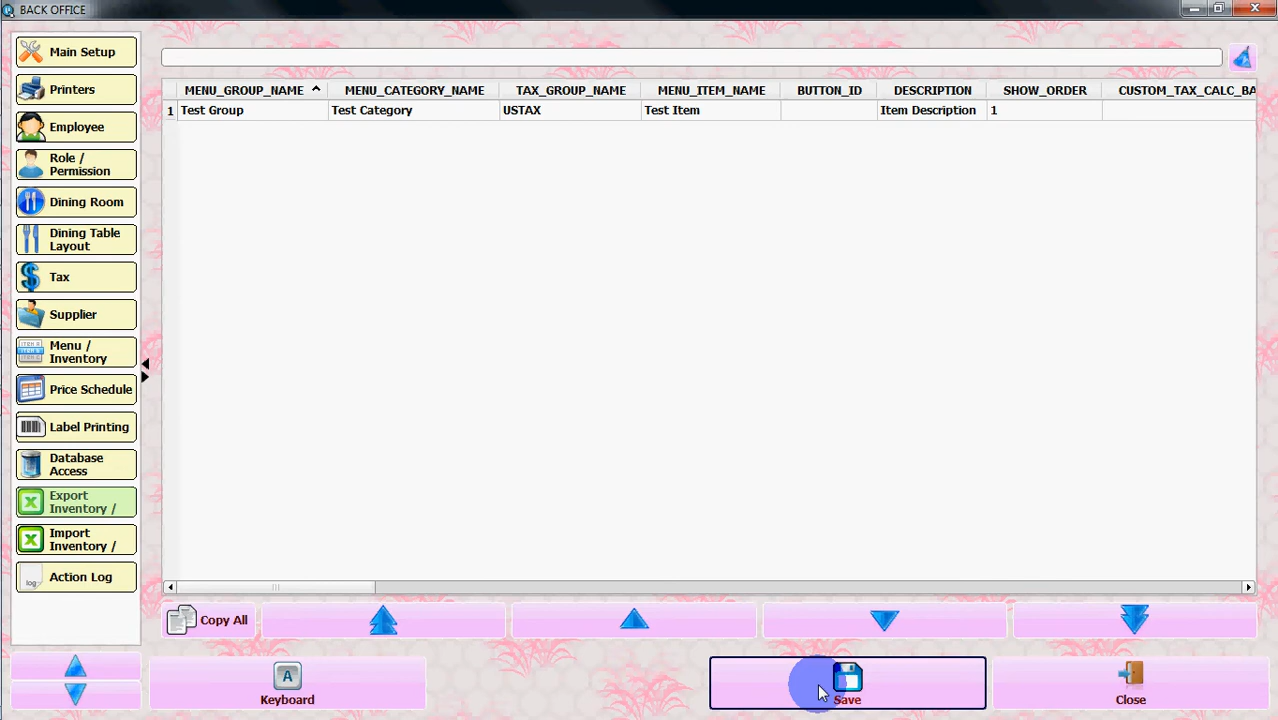 BACK OFFICE
Main Setup
Printers
Employee
Role /
Permission
Dining Room
Dining Table
Layout
Tax
Supplier
Menu /
Inventory
Price Schedule
Label Printing
Database
Access
Export
Inventory /
Import
Inventory /
log
Action Log
MENU_GROUP_NAME MENU_CATEGORY_NAME TAX_GROUP_NAME MENU_ITEM_NAME BUTTON_ID DESCRIPTION SHOW_ORDER CUSTOM_TAX_CALC_BA
1 Test Group Test Category USTAX Test Item Item Description 1
Copy All
A
Keyboard
Save
Close